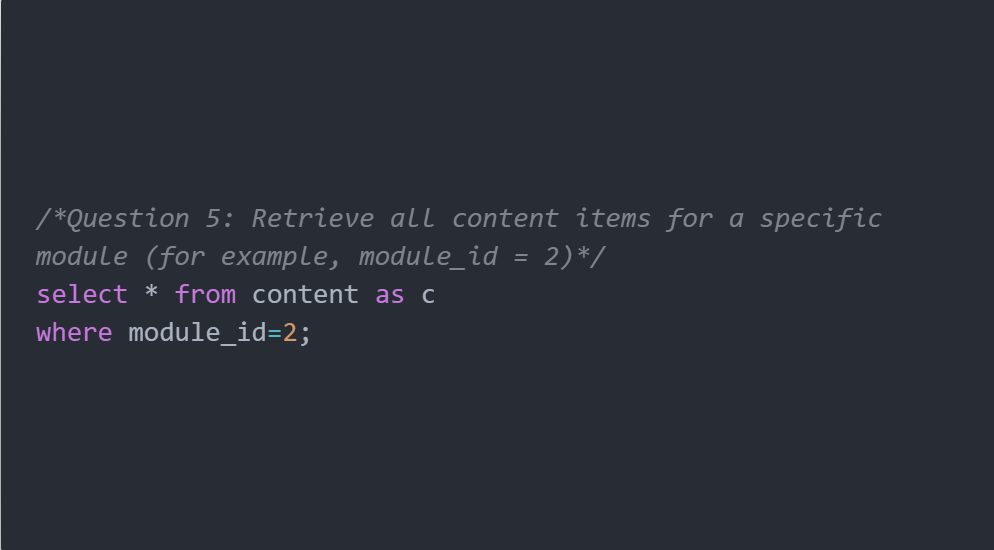 /*Question 5: Retrieve all content items for a specific
module (for example, module_id = 2)*/
select * from content as c
where module_id=2;